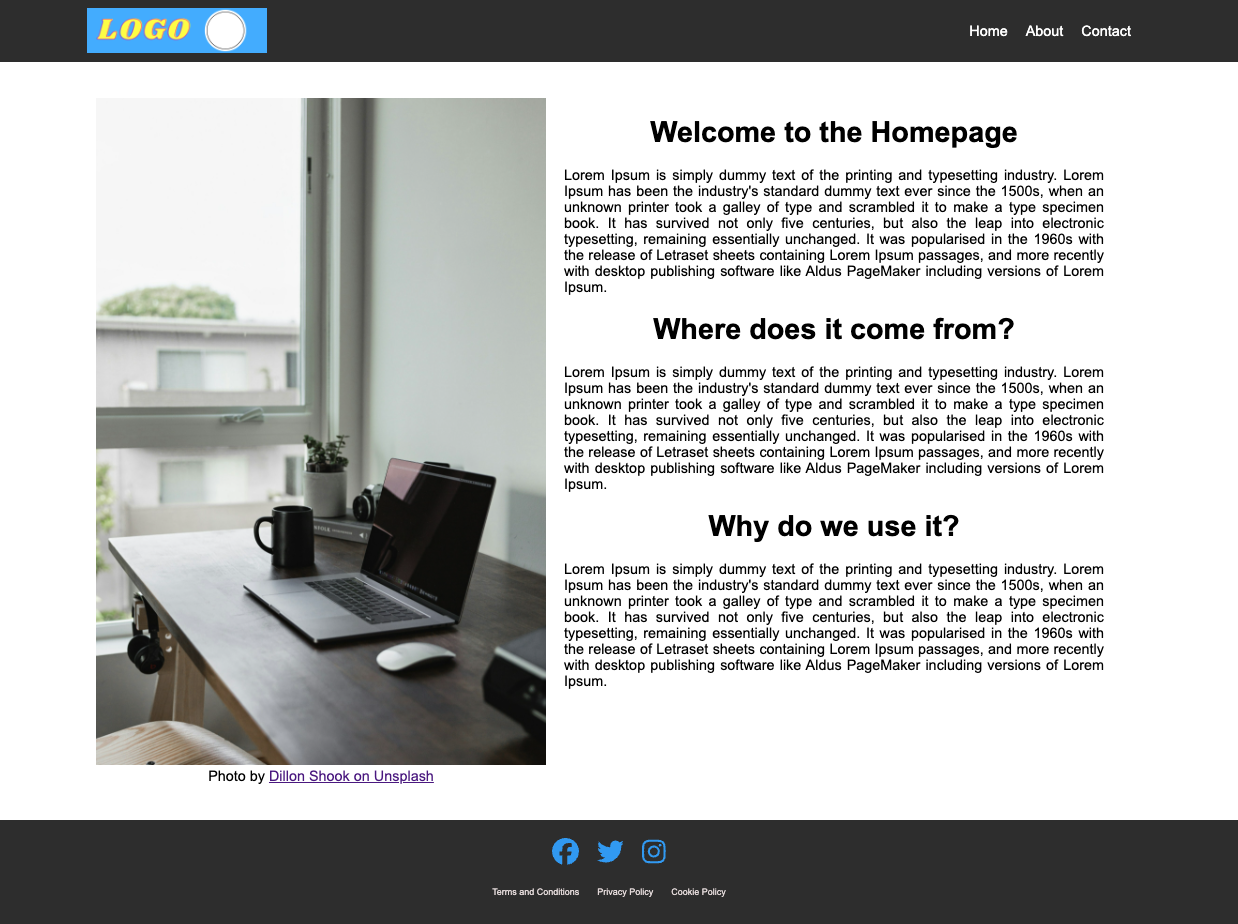 LOGO
Home About Contact
Welcome to the Homepage
Lorem Ipsum is simply dummy text of the printing and typesetting industry. Lorem
Ipsum has been the industry's standard dummy text ever since the 1500s, when an
unknown printer took a galley of type and scrambled it to make a type specimen
book. It has survived not only five centuries, but also the leap into electronic
typesetting, remaining essentially unchanged. It was popularised in the 1960s with
the release of Letraset sheets containing Lorem Ipsum passages, and more recently
with desktop publishing software like Aldus PageMaker including versions of Lorem
Ipsum.
Where does it come from?
Lorem Ipsum is simply dummy text of the printing and typesetting industry. Lorem
Ipsum has been the industry's standard dummy text ever since the 1500s, when an
unknown printer took a galley of type and scrambled it to make a type specimen
book. It has survived not only five centuries, but also the leap into electronic
typesetting, remaining essentially unchanged. It was popularised in the 1960s with
the release of Letraset sheets containing Lorem Ipsum passages, and more recently
with desktop publishing software like Aldus PageMaker including versions of Lorem
Ipsum.
Why do we use it?
Lorem Ipsum is simply dummy text of the printing and typesetting industry. Lorem
Ipsum has been the industry's standard dummy text ever since the 1500s, when an
unknown printer took a galley of type and scrambled it to make a type specimen
book. It has survived not only five centuries, but also the leap into electronic
typesetting, remaining essentially unchanged. It was popularised in the 1960s with
the release of Letraset sheets containing Lorem Ipsum passages, and more recently
with desktop publishing software like Aldus PageMaker including versions of Lorem
Ipsum.
Photo by Dillon Shook on Unsplash
Terms and Conditions Privacy Policy Cookie Policy